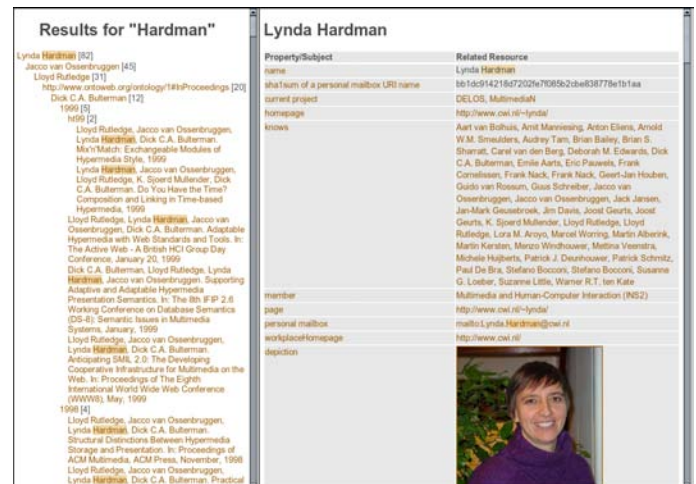 Results for "Hardman"
Lynda Hardman [82]
Jacco van Ossenbruggen [45]
Lloyd Rutledge [31]
http://www.ontoweb.org/ontology/1#InProceedings [20]
Dick C.A. Bulterman [12]
1999 [5]
ht99 [2]
Lloyd Rutledge, Jacco van Ossenbruggen,
Lynda Hardman, Dick C.A. Bulterman.
Mix'n'Match: Exchangeable Modules of
Hypermedia Style, 1999
Lynda Hardman, Jacco van Ossenbruggen,
Lloyd Rutledge, K. Sjoerd Mullender, Dick
C.A. Bulterman. Do You Have the Time?
Composition and Linking in Time-based
Hypermedia, 1999
Lloyd Rutledge, Lynda Hardman, Jacco van
Ossenbruggen, Dick C.A. Bulterman. Adaptable
Hypermedia with Web Standards and Tools. In:
The Active Web - A British HCI Group Day
Conference, January 20, 1999
Dick C.A. Bulterman, Lloyd Rutledge, Lynda
Hardman, Jacco van Ossenbruggen. Supporting
Adaptive and Adaptable Hypermedia
Presentation Semantics. In: The 8th IFIP 2.6
Working Conference on Database Semantics
(DS-8): Semantic Issues in Multimedia
Systems, January, 1999
Lloyd Rutledge, Jacco van Ossenbruggen,
Lynda Hardman, Dick C.A. Bulterman.
Anticipating SMIL 2.0: The Developing
Cooperative Infrastructure for Multimedia on the
Web. In: Proceedings of The Eighth
International World Wide Web Conference
(WWW8), May, 1999
1998 [4]
Lloyd Rutledge, Jacco van Ossenbruggen,
Lynda Hardman, Dick C.A. Bulterman.
Structural Distinctions Between Hypermedia
Storage and Presentation. In: Proceedings of
ACM Multimedia, ACM Press, November, 1998
Lloyd Rutledge, Jacco van Ossenbruggen,
Lynda Hardman, Dick C.A. Bulterman. Practical
Lynda Hardman
Property/Subject Related Resource
name Lynda Hardman
sha1sum of a personal mailbox URI name bb1dc914218d7202fe7f085b2cbe838778e1b1aa
current project DELOS, MultimediaN
homepage http://www.cwi.nl/~lynda/
knows Aart van Bolhuis, Amit Manniesing, Anton Eliens, Arnold
W.M. Smeulders, Audrey Tam, Brian Bailey, Brian S.
Sharratt, Carel van den Berg, Deborah M. Edwards, Dick
C.A. Bulterman, Emile Aarts, Eric Pauwels, Frank
Cornelissen, Frank Nack, Frank Nack, Geert-Jan Houben,
Guido van Rossum, Guus Schreiber, Jacco van
Ossenbruggen, Jacco van Ossenbruggen, Jack Jansen,
Jan-Mark Geusebroek, Jim Davis, Joost Geurts, Joost
Geurts, K. Sjoerd Mullender, Lloyd Rutledge, Lloyd
Rutledge, Lora M. Aroyo, Marcel Worring, Martin Alberink,
Martin Kersten, Menzo Windhouwer, Mettina Veenstra,
Michele Huijberts, Patrick J. Deunhouwer, Patrick Schmitz,
Paul De Bra, Stefano Bocconi, Stefano Bocconi, Susanne
G. Loeber, Suzanne Little, Warner R.T. ten Kate
member Multimedia and Human-Computer Interaction (INS2)
page http://www.cwi.nl/~lynda/
personal mailbox mailto:Lynda.Hardman@cwi.nl
workplaceHomepage http://www.cwi.nl/
depiction